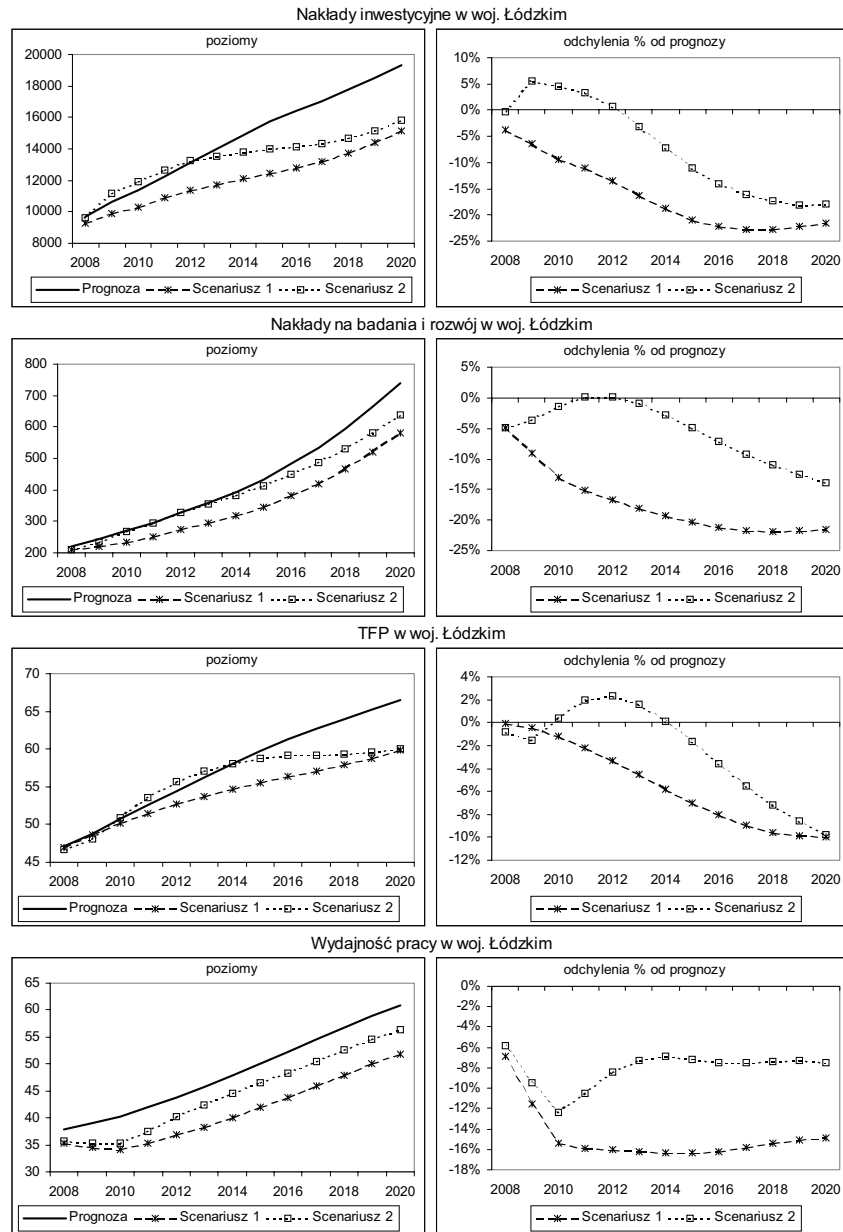 Nakłady inwestycyjne w woj. Łódzkim
poziomy
20000
18000
16000
14000
12000
10000
8000
2008 2010 2012 2014 2016 2018 2020
Prognoza Scenariusz 1 Scenariusz 2
odchylenia % od prognozy
10%
5%
0%
-5%
-10%
-15%
-20%
-25%
2008 2010 2012 2014 2016 2018 2020
Scenariusz 1 Scenariusz 2
Nakłady na badania i rozwój w woj. Łódzkim
poziomy
800
700
600
500
400
300
200
2008 2010 2012 2014 2016 2018 2020
Prognoza Scenariusz 1 Scenariusz 2
odchylenia % od prognozy
5%
0%
-5%
-10%
-15%
-20%
-25%
2008 2010 2012 2014 2016 2018 2020
Scenariusz 1 Scenariusz 2
TFP w woj. Łódzkim
poziomy
70
65
60
55
50
45
2008 2010 2012 2014 2016 2018 2020
Prognoza Scenariusz 1 Scenariusz 2
odchylenia % od prognozy
4%
2%
0%
-2%
-4%
-6%
-8%
-10%
-12%
2008 2010 2012 2014 2016 2018 2020
Scenariusz 1 Scenariusz 2
Wydajność pracy w woj. Łódzkim
poziomy
65
60
55
50
45
40
35
30
2008 2010 2012 2014 2016 2018 2020
Prognoza Scenariusz 1 Scenariusz 2
odchylenia % od prognozy
0%
-2%
-4%
-6%
-8%
-10%
-12%
-14%
-16%
-18%
2008 2010 2012 2014 2016 2018 2020
Scenariusz 1 Scenariusz 2